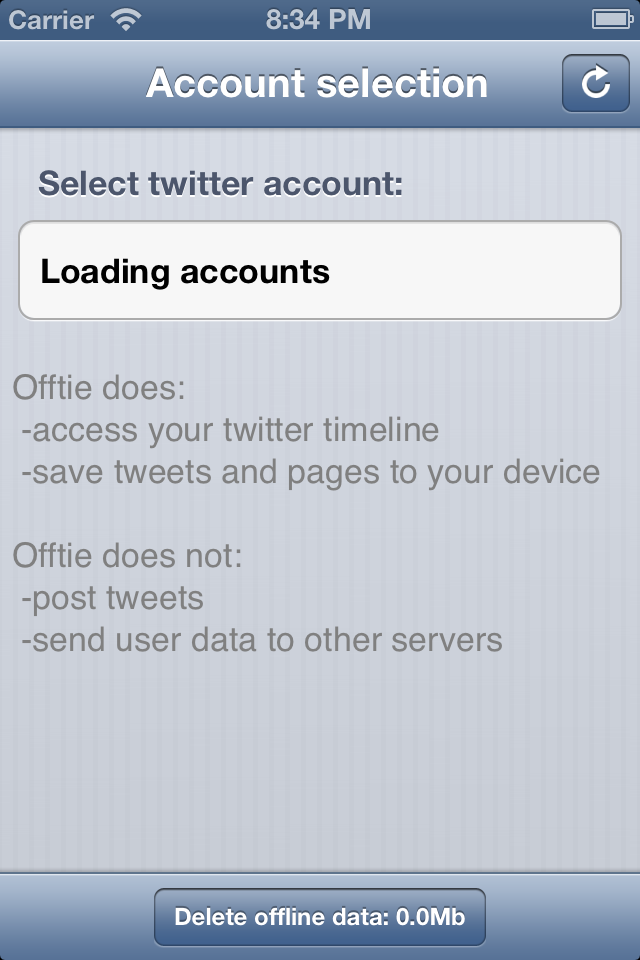 Carrier 8:34 PM
Account selection
Select twitter account:
Loading accounts
Offtie does:
-access your twitter timeline
-save tweets and pages to your device
Offtie does not:
-post tweets
-send user data to other servers
Delete offline data: 0.0Mb